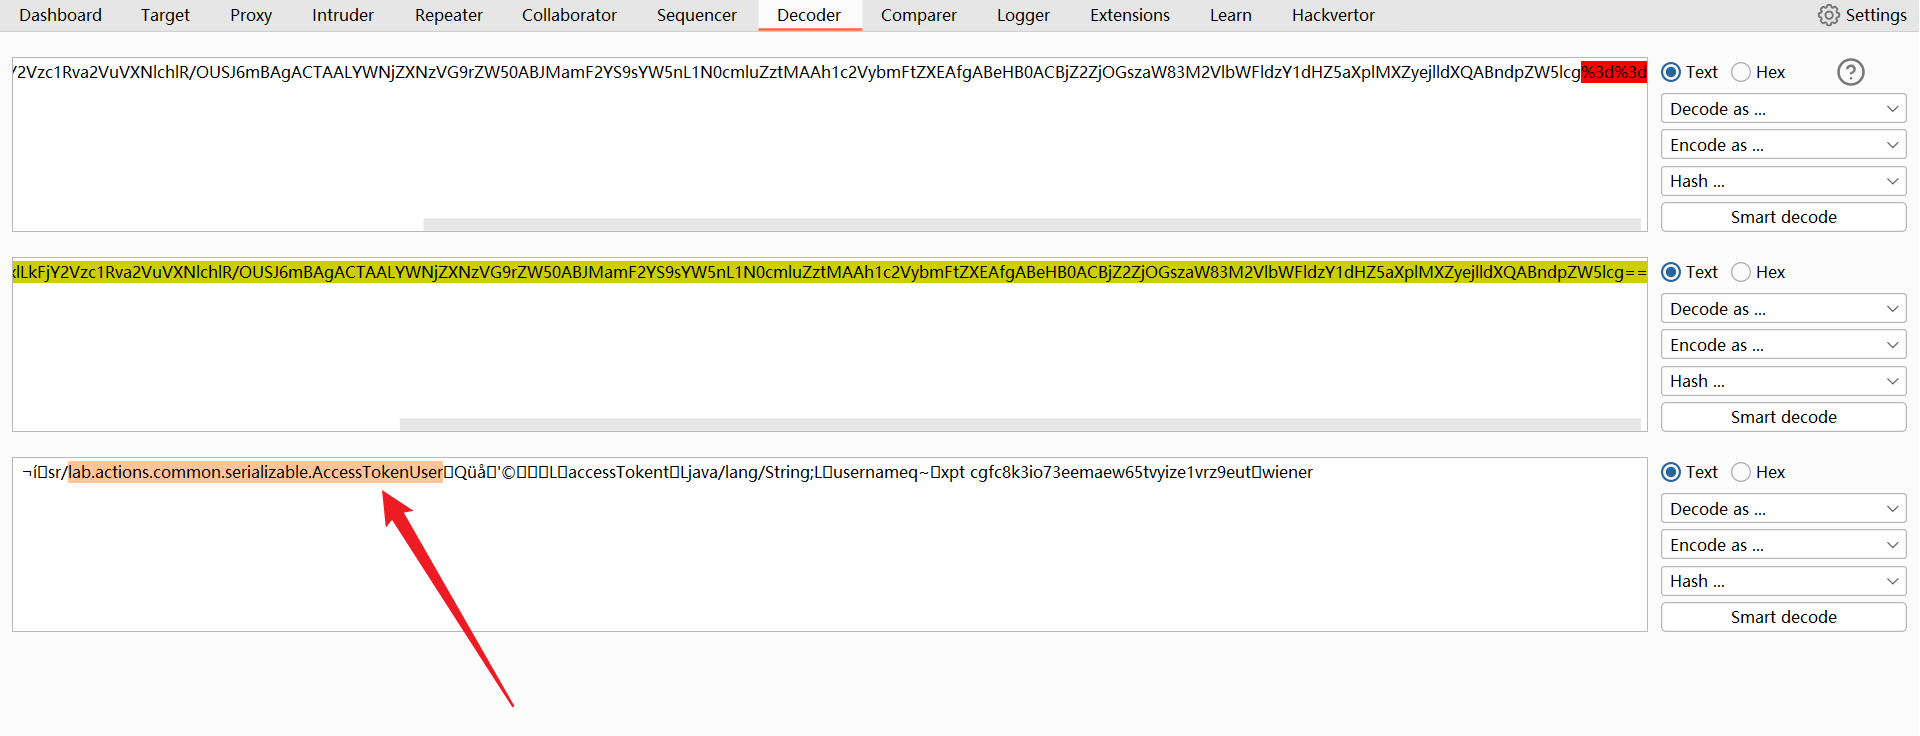 Dashboard Target Proxy Intruder Repeater Collaborator Sequencer Decoder Comparer Logger Extensions Learn Hackvertor Settings
Y2Vzc1Rva2VuVXNlchlR/OUSJ6mBAgACTAALYWNjZXNzVG9rZW50ABJMamF2YS9sYW5nL1N0cmluZztMAAh1c2VybmFtZXEAfgABeHB0ACBjZ2ZjOGszaW83M2VlbWFldzY1dHZ5aXplMXZyejlldXQABndpZW5lcg%3d%3d
Text Hex ?
Decode as ...
Encode as ...
Hash ...
Smart decode
lLkFjY2Vzc1Rva2VuVXNlchlR/OUSJ6mBAgACTAALYWNjZXNzVG9rZW50ABJMamF2YS9sYW5nL1N0cmluZztMAAh1c2VybmFtZXEAfgABeHB0ACBjZ2ZjOGszaW83M2VlbWFldzY1dHZ5aXplMXZyejlldXQABndpZW5lcg==
Text Hex
Decode as ...
Encode as ...
Hash ...
Smart decode
¬í□sr/lab.actions.common.serializable.AccessTokenUser□Qüå□'©□□□L□accessTokent□Ljava/lang/String;L□usernameq~□xpt cgfc8k3io73eemaew65tvyize1vrz9eut□wiener
Text Hex
Decode as ...
Encode as ...
Hash ...
Smart decode